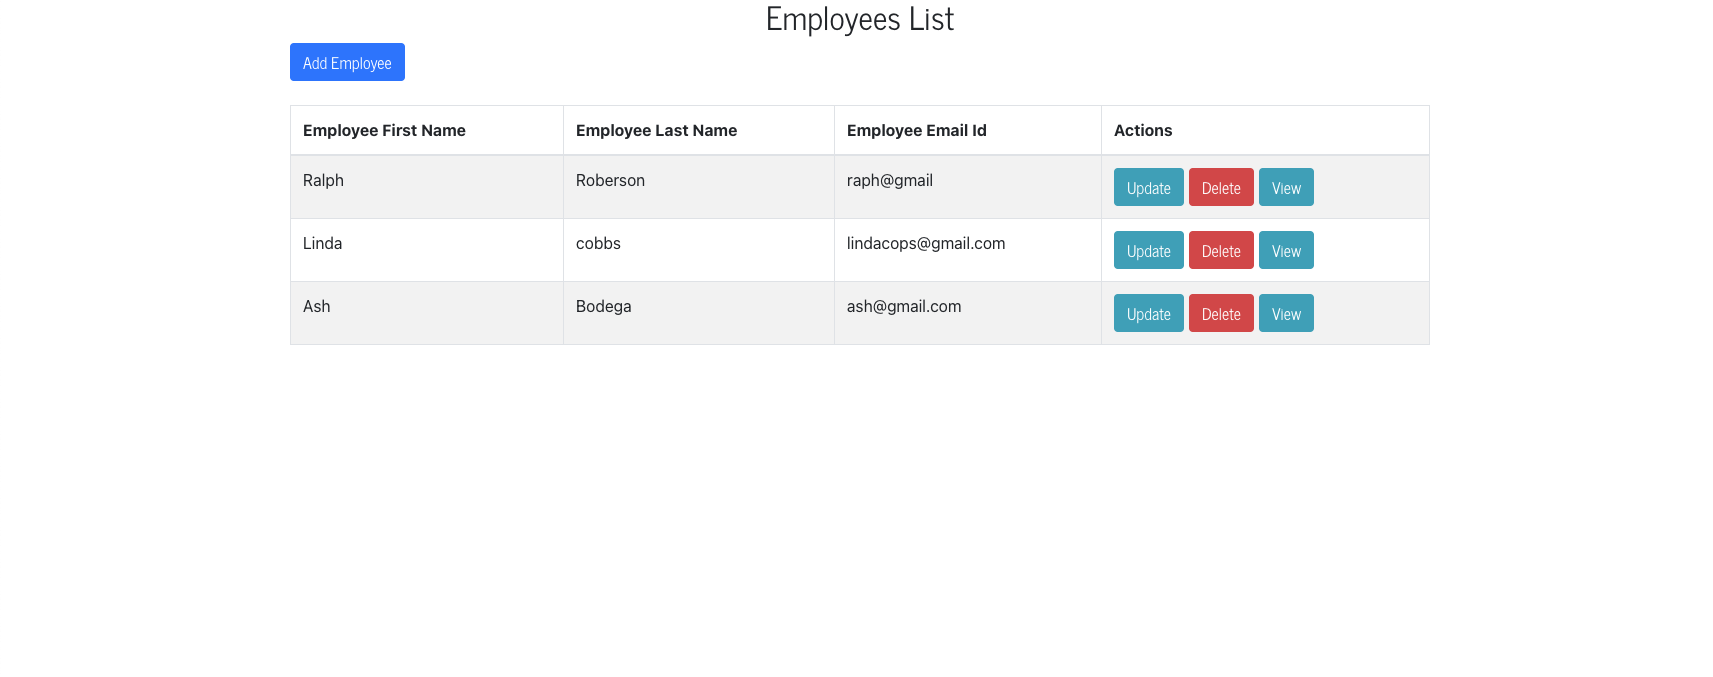 Employees List
Add Employee
Employee First Name Employee Last Name Employee Email Id Actions
Ralph Roberson raph@gmail Update Delete View
Linda cobbs lindacops@gmail.com Update Delete View
Ash Bodega ash@gmail.com Update Delete View